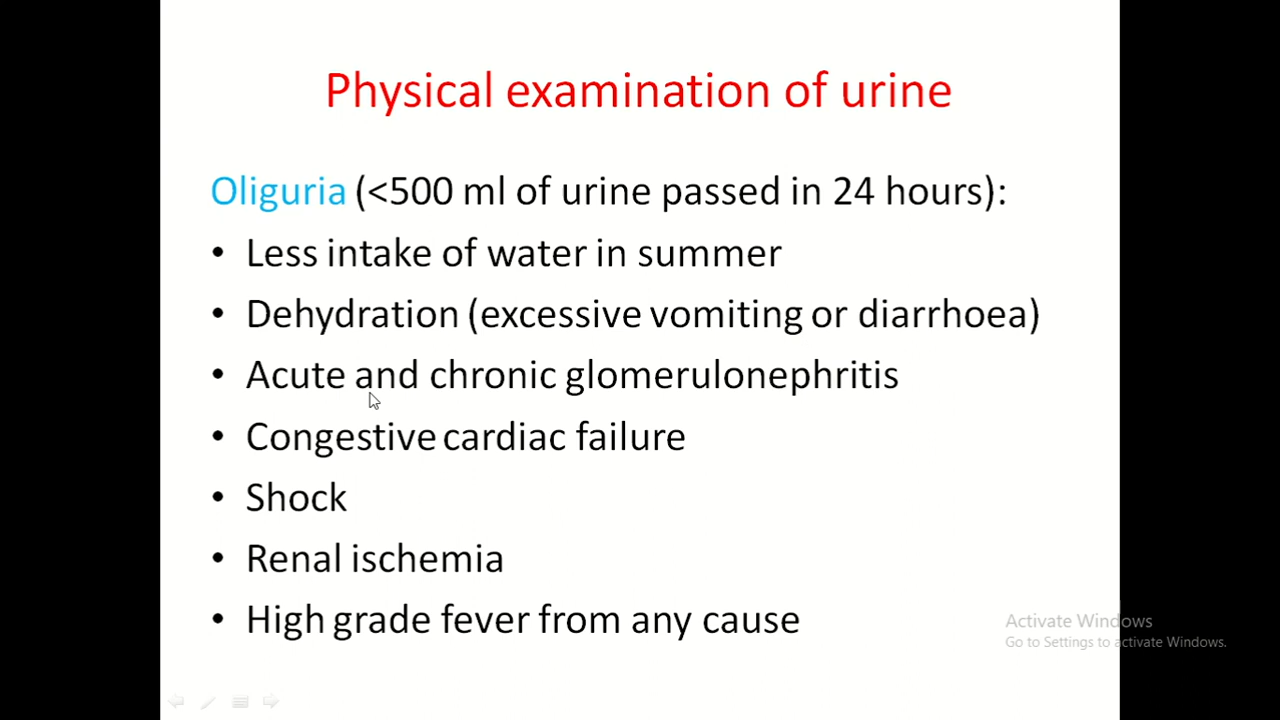 Physical examination of urine
Oliguria (<500 ml of urine passed in 24 hours):
• Less intake of water in summer
• Dehydration (excessive vomiting or diarrhoea)
• Acute and chronic glomerulonephritis
• Congestive cardiac failure
• Shock
• Renal ischemia
• High grade fever from any cause
Activate Windows
Go to Settings to activate Windows.